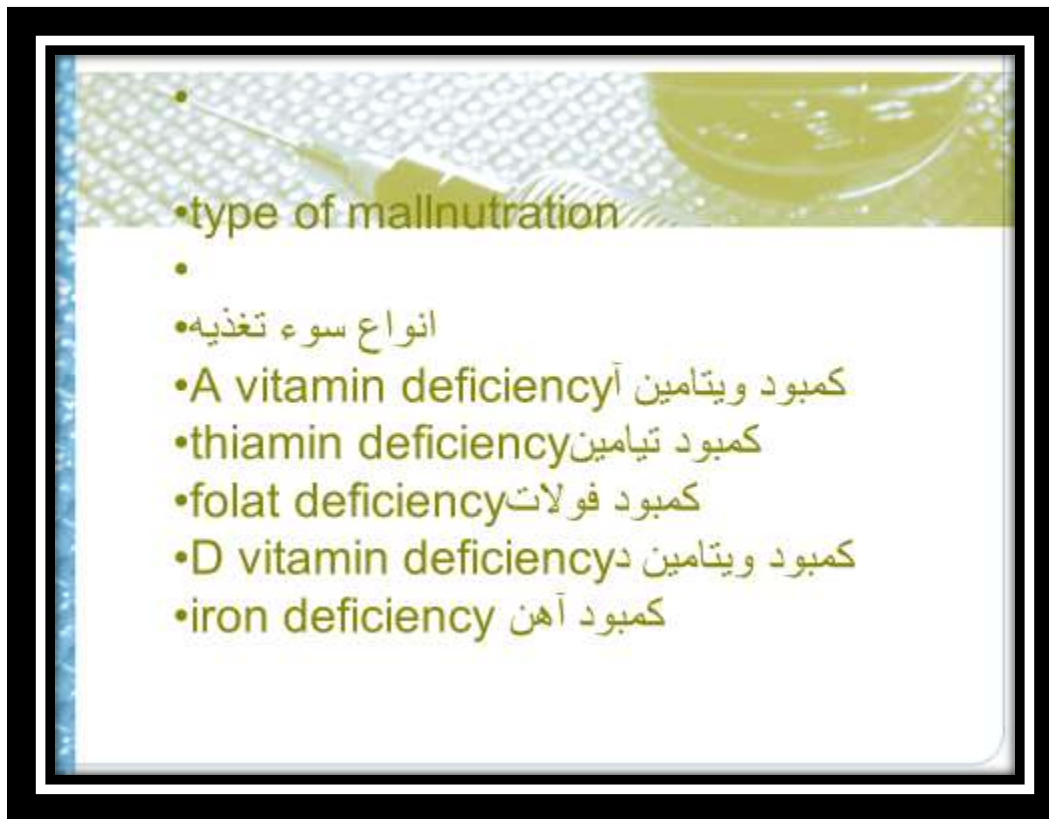 •
•type of mallnutration
•
•انواع سوء تغذیه
•A vitamin deficiencyکمبود ویتامین آ
•thiamin deficiencyکمبود تیامین
•folat deficiencyکمبود فولات
•D vitamin deficiencyکمبود ویتامین د
•iron deficiency کمبود آهن